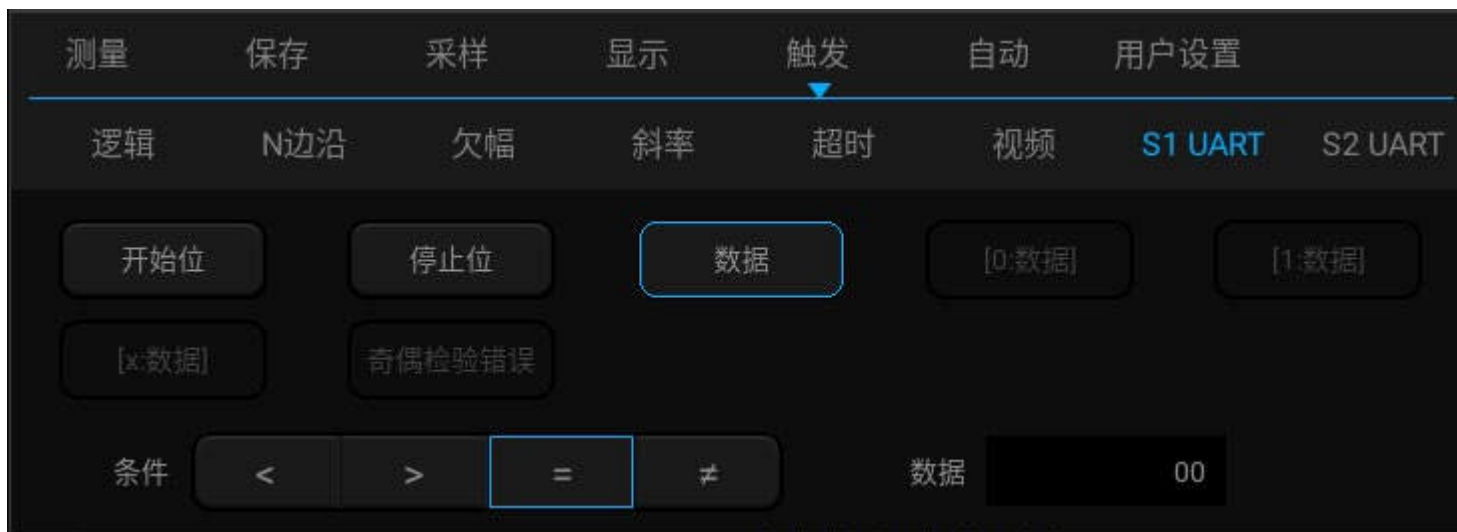 测量 保存 采样 显示 触发 自动 用户设置
逻辑 N边沿 欠幅 斜率 超时 视频 S1 UART S2 UART
开始位 停止位 数据 [0:数据] [1:数据]
[x:数据] 奇偶检验错误
条件 < > = ≠ 数据 00